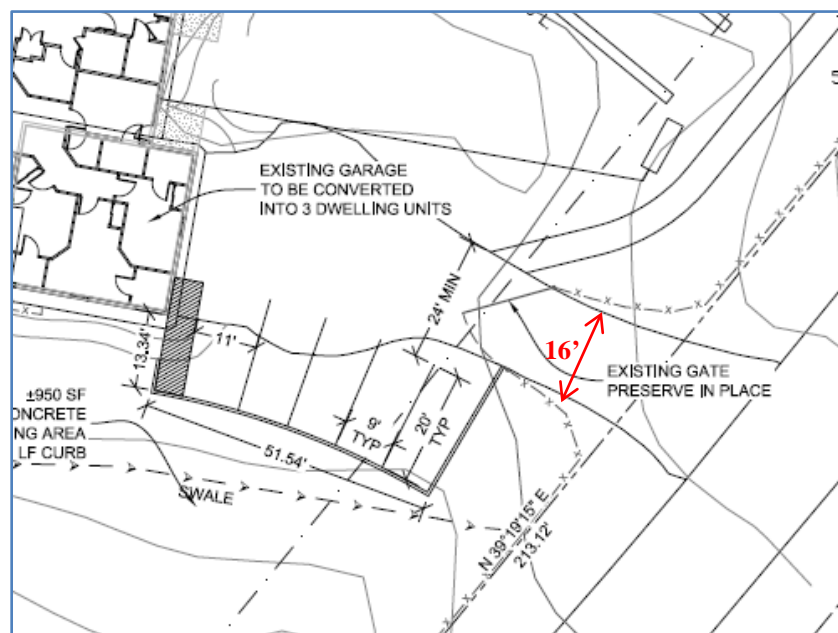 EXISTING GARAGE
TO BE CONVERTED
INTO 3 DWELLING UNITS
24' MIN
16'
EXISTING GATE
PRESERVE IN PLACE
13.34'
11'
±950 SF
ONCRETE
NG AREA
LF CURB
9'
TYP
20'
TYP
51.54'
SWALE
N 39°19'15" E
213.12'
5